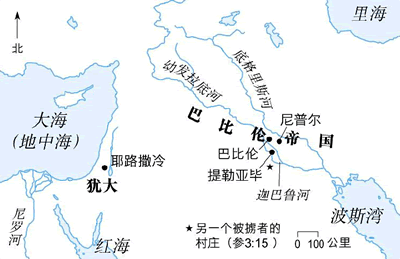 北
里海
大海
(地中海)
幼发拉底河
底格里斯河
巴比伦帝国
尼普尔
巴比伦
提勒亚毕
迦巴鲁河
耶路撒冷
犹大
尼罗河
红海
波斯湾
★另一个被掳者的
村庄(参3:15)
0 100 公里